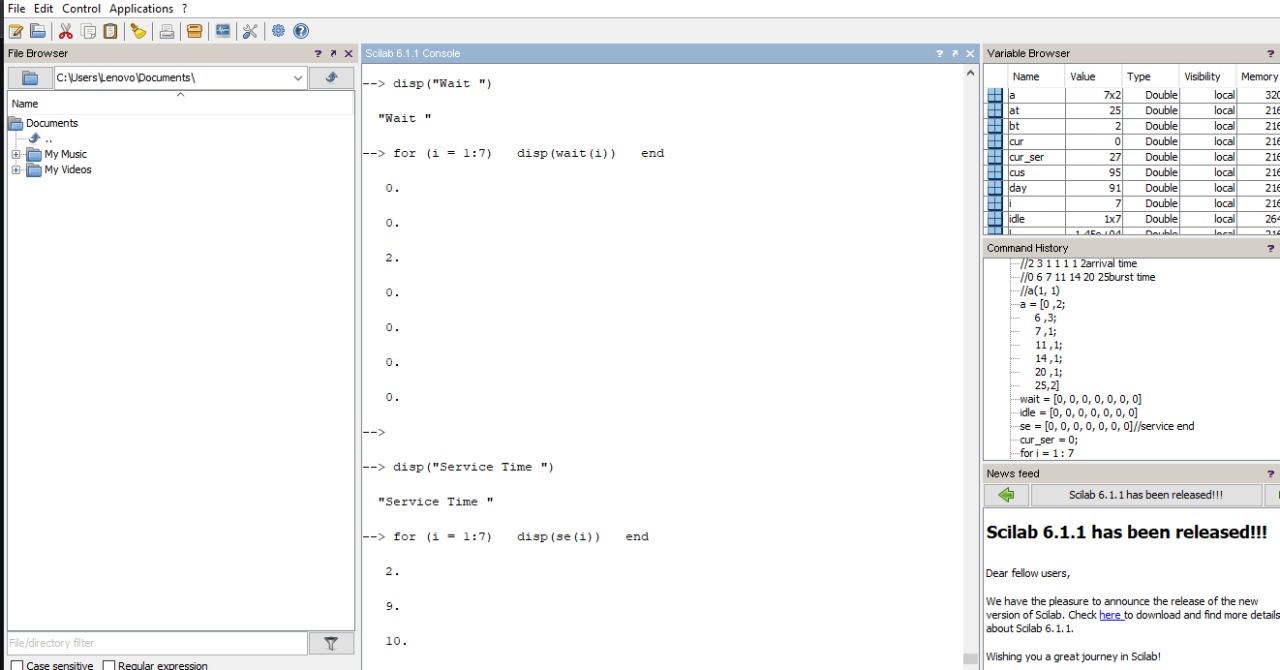 File Edit Control Applications ?
File Browser ? ↗ ✕
C:\Users\Lenovo\Documents\
Name
Documents
..
My Music
My Videos
File/directory filter
Case sensitive Regular expression
Scilab 6.1.1 Console ? ↗ ✕
--> disp("Wait ")
"Wait "
--> for (i = 1:7) disp(wait(i)) end
0.
0.
2.
0.
0.
0.
0.
-->
--> disp("Service Time ")
"Service Time "
--> for (i = 1:7) disp(se(i)) end
2.
9.
10.
Variable Browser ?
Name Value Type Visibility Memory
a 7x2 Double local 320
at 25 Double local 216
bt 2 Double local 216
cur 0 Double local 216
cur_ser 27 Double local 216
cus 95 Double local 216
day 91 Double local 216
i 7 Double local 216
idle 1x7 Double local 264
Double local 216
Command History ?
//2 3 1 1 1 1 2arrival time
//0 6 7 11 14 20 25burst time
//a(1, 1)
a = [0 ,2;
6 ,3;
7 ,1;
11 ,1;
14 ,1;
20 ,1;
25,2]
wait = [0, 0, 0, 0, 0, 0, 0]
idle = [0, 0, 0, 0, 0, 0, 0]
se = [0, 0, 0, 0, 0, 0, 0]//service end
cur_ser = 0;
for i = 1 : 7
News feed ?
Scilab 6.1.1 has been released!!!
Scilab 6.1.1 has been released!!!
Dear fellow users,
We have the pleasure to announce the release of the new
version of Scilab. Check here to download and find more details
about Scilab 6.1.1.
Wishing you a great journey in Scilab!